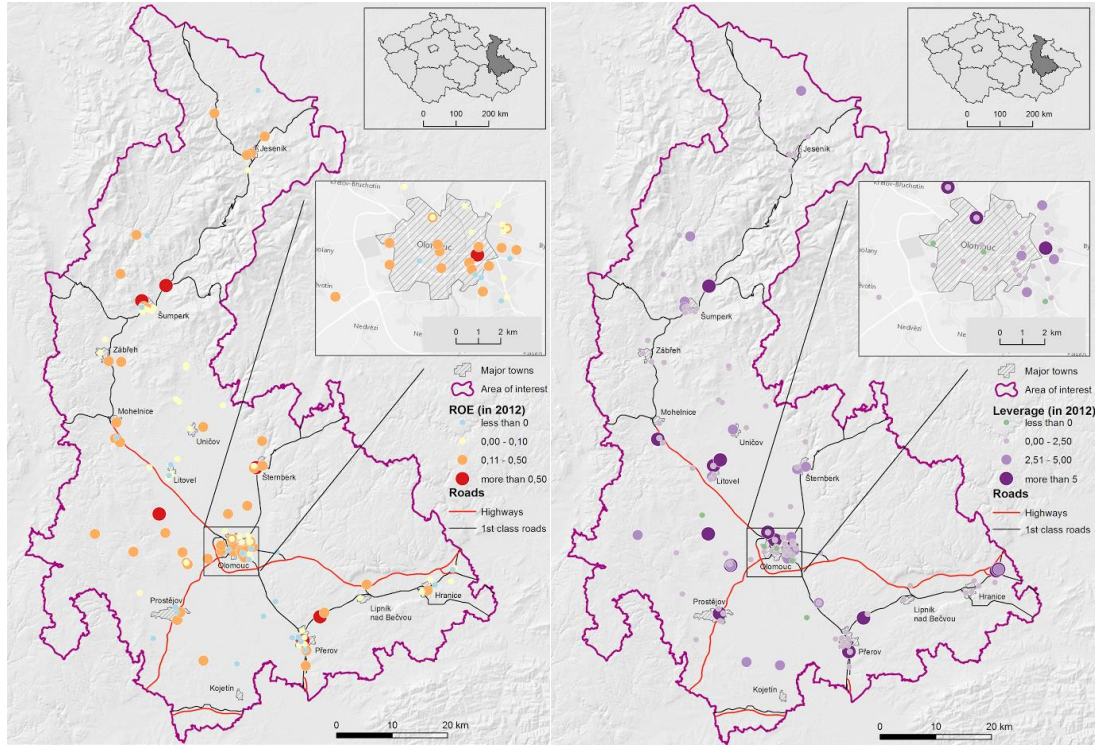 0 100 200 km
Jeseník
Křelov-Břuchotín
Olomouc
Nedvězí
0 1 2 km
Šumperk
Zábřeh
Mohelnice
Uničov
Litovel
Šternberk
Olomouc
Prostějov
Přerov
Lipník
nad Bečvou
Hranice
Kojetín
Major towns
Area of interest
ROE (in 2012)
less than 0
0,00 - 0,10
0,11 - 0,50
more than 0,50
Roads
Highways
1st class roads
0 10 20 km
0 100 200 km
Jeseník
Olomouc
Nedvězí
0 1 2 km
Šumperk
Zábřeh
Mohelnice
Uničov
Litovel
Šternberk
Olomouc
Prostějov
Přerov
Lipník
nad Bečvou
Hranice
Kojetín
Major towns
Area of interest
Leverage (in 2012)
less than 0
0,00 - 2,50
2,51 - 5,00
more than 5
Roads
Highways
1st class roads
0 10 20 km